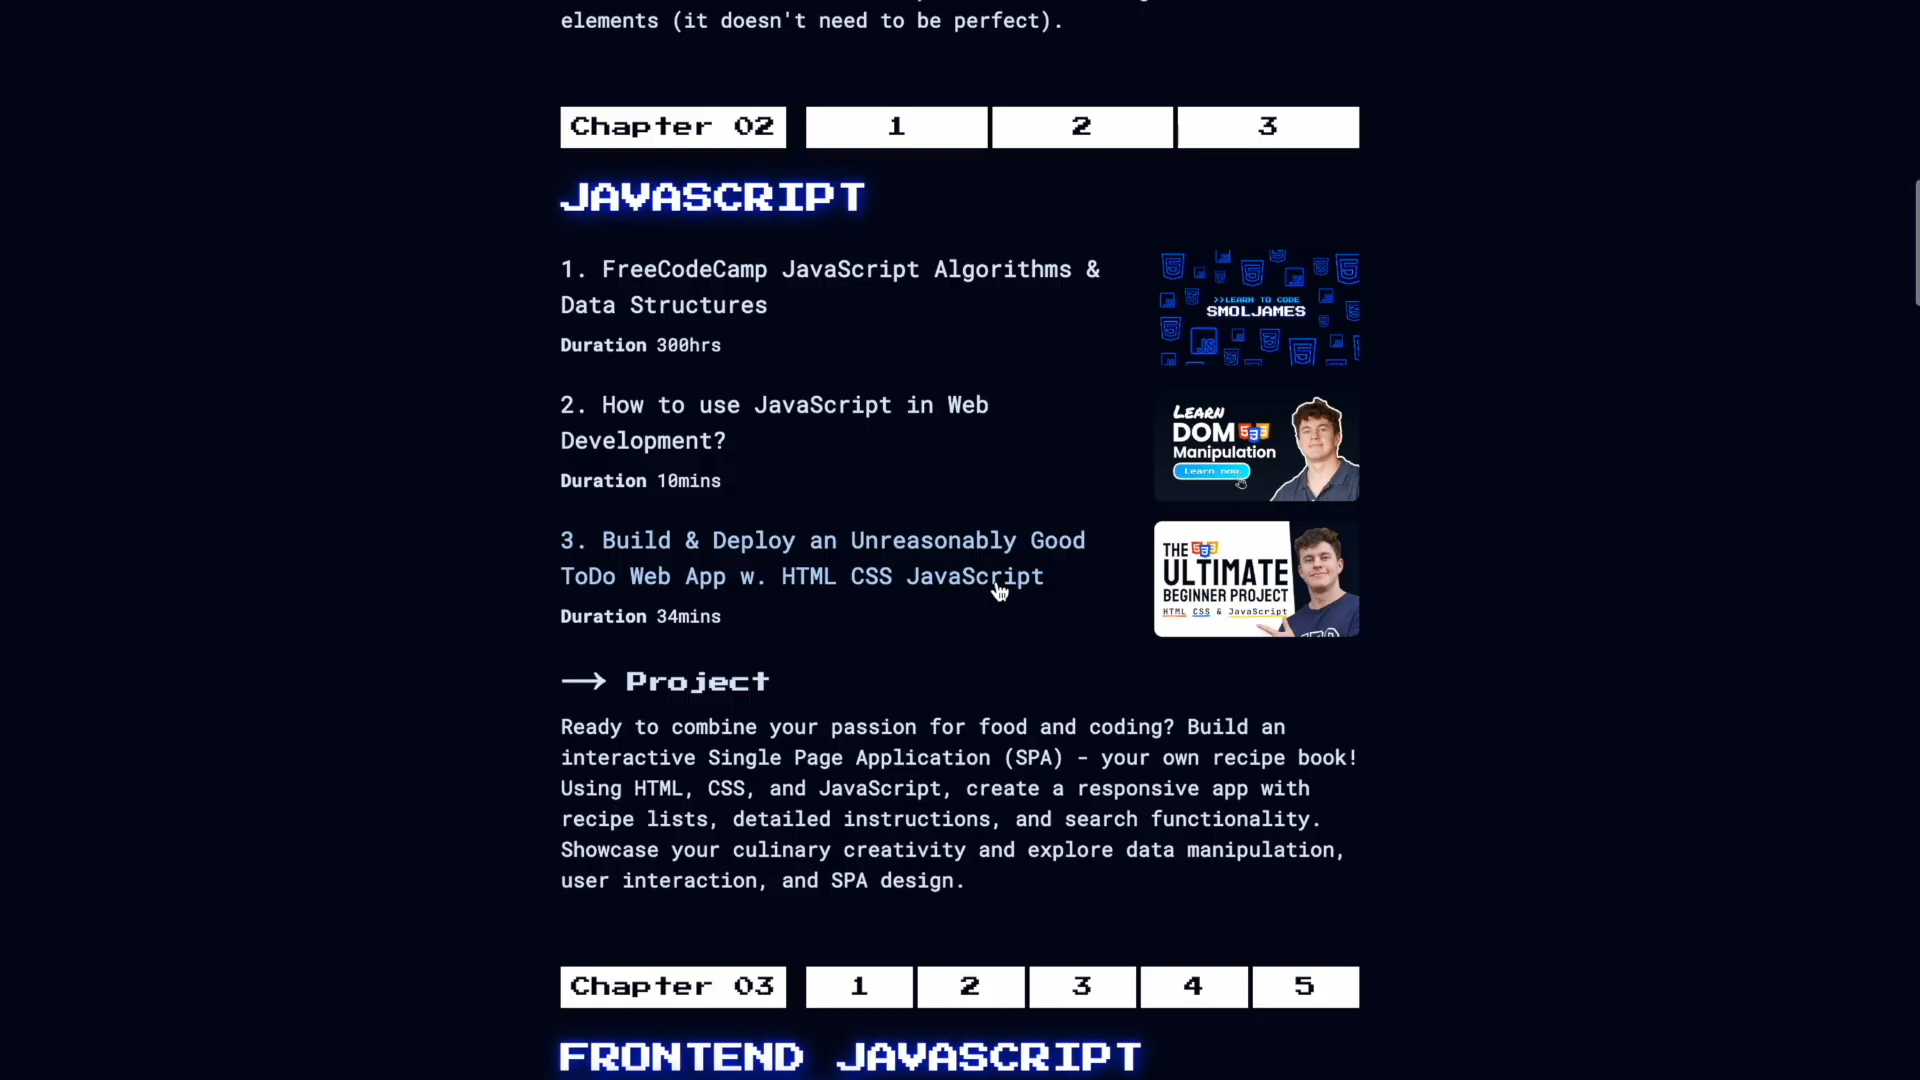 elements (it doesn't need to be perfect).
Chapter 02 1 2 3
JAVASCRIPT
1. FreeCodeCamp JavaScript Algorithms &
Data Structures
Duration 300hrs
>>LEARN TO CODE
SMOLJAMES
JS
2. How to use JavaScript in Web
Development?
Duration 10mins
LEARN
DOM
Manipulation
Learn now
3. Build & Deploy an Unreasonably Good
ToDo Web App w. HTML CSS JavaScript
Duration 34mins
THE
ULTIMATE
BEGINNER PROJECT
HTML CSS & JavaScript
→ Project
Ready to combine your passion for food and coding? Build an
interactive Single Page Application (SPA) - your own recipe book!
Using HTML, CSS, and JavaScript, create a responsive app with
recipe lists, detailed instructions, and search functionality.
Showcase your culinary creativity and explore data manipulation,
user interaction, and SPA design.
Chapter 03 1 2 3 4 5
FRONTEND JAVASCRIPT